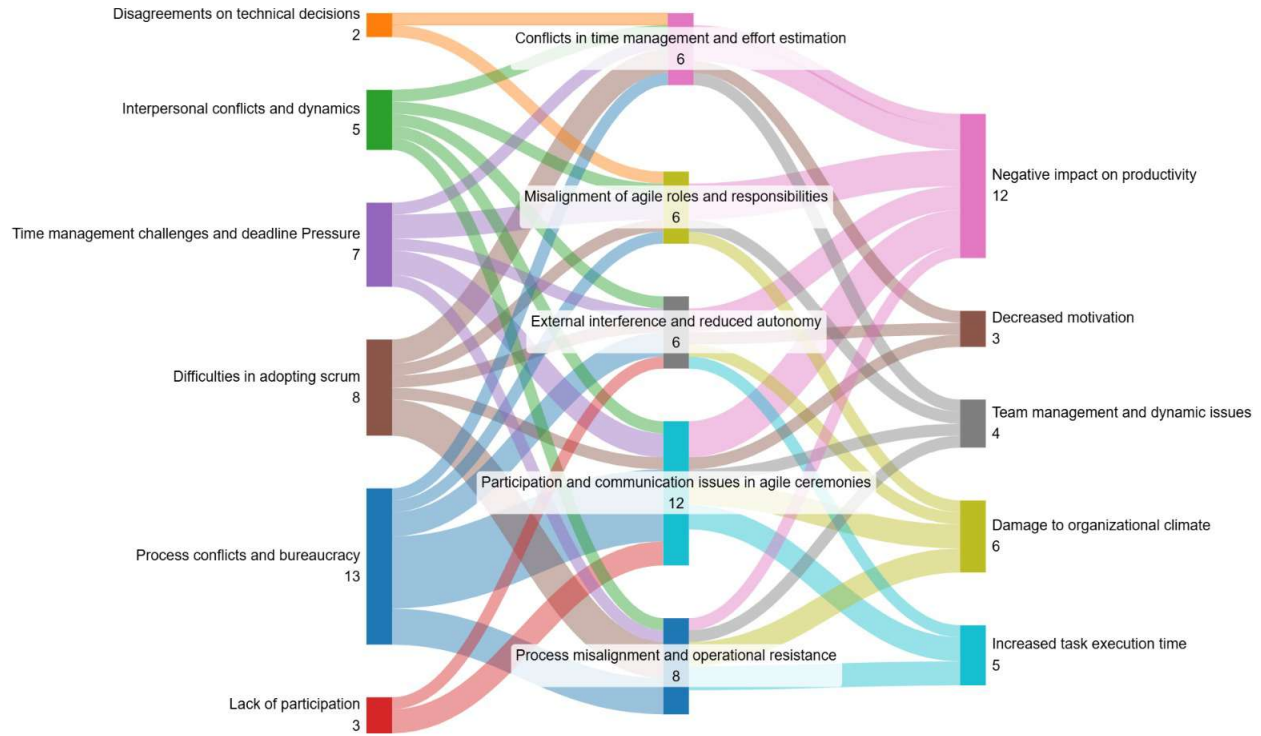 Disagreements on technical decisions
2
Interpersonal conflicts and dynamics
5
Time management challenges and deadline Pressure
7
Difficulties in adopting scrum
8
Process conflicts and bureaucracy
13
Lack of participation
3
Conflicts in time management and effort estimation
6
Misalignment of agile roles and responsibilities
6
External interference and reduced autonomy
6
Participation and communication issues in agile ceremonies
12
Process misalignment and operational resistance
8
Negative impact on productivity
12
Decreased motivation
3
Team management and dynamic issues
4
Damage to organizational climate
6
Increased task execution time
5